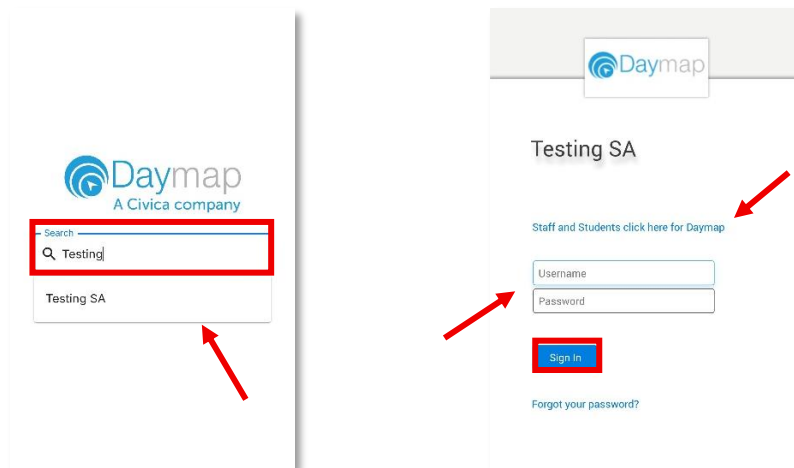 Daymap
A Civica company
Search
Testing
Testing SA
Daymap
Testing SA
Staff and Students click here for Daymap
Username
Password
Sign In
Forgot your password?